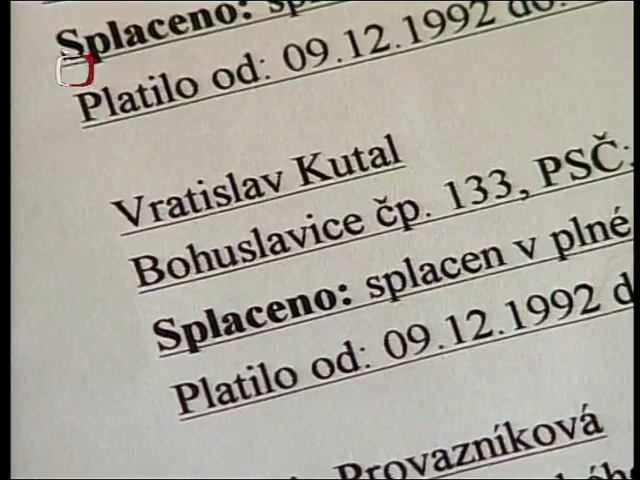 Splaceno:
Platilo od: 09.12.1992 do:
Vratislav Kutal
Bohuslavice čp. 133, PSČ:
Splaceno: splacen v plné
Platilo od: 09.12.1992 d
Provazníková